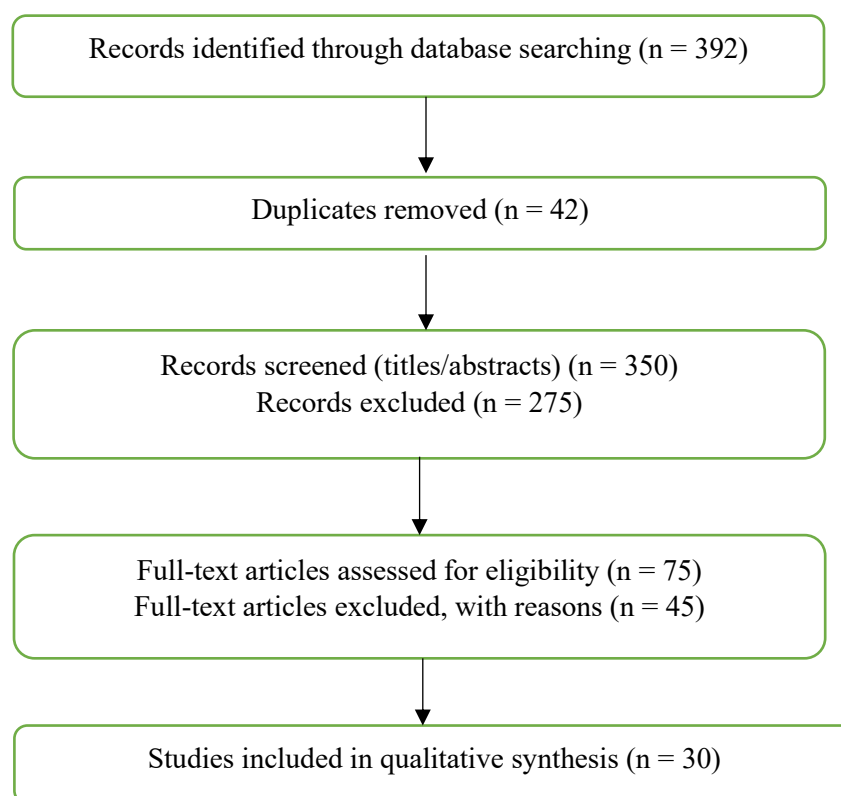 Records identified through database searching (n = 392)
Duplicates removed (n = 42)
Records screened (titles/abstracts) (n = 350)
Records excluded (n = 275)
Full-text articles assessed for eligibility (n = 75)
Full-text articles excluded, with reasons (n = 45)
Studies included in qualitative synthesis (n = 30)